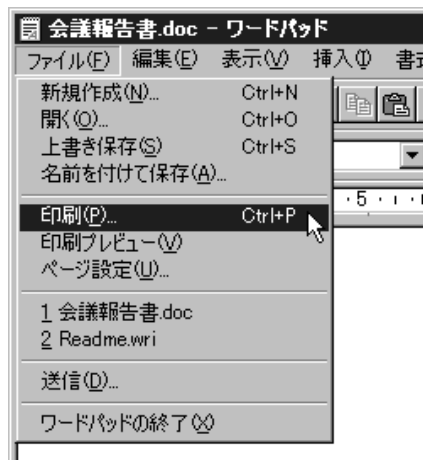 会議報告書.doc - ワードパッド
ファイル(F) 編集(E) 表示(V) 挿入(I) 書式
新規作成(N)... Ctrl+N
開く(O)... Ctrl+O
上書き保存(S) Ctrl+S
名前を付けて保存(A)...
印刷(P)... Ctrl+P
印刷プレビュー(V)
ページ設定(U)...
1 会議報告書.doc
2 Readme.wri
送信(D)...
ワードパッドの終了(X)
5